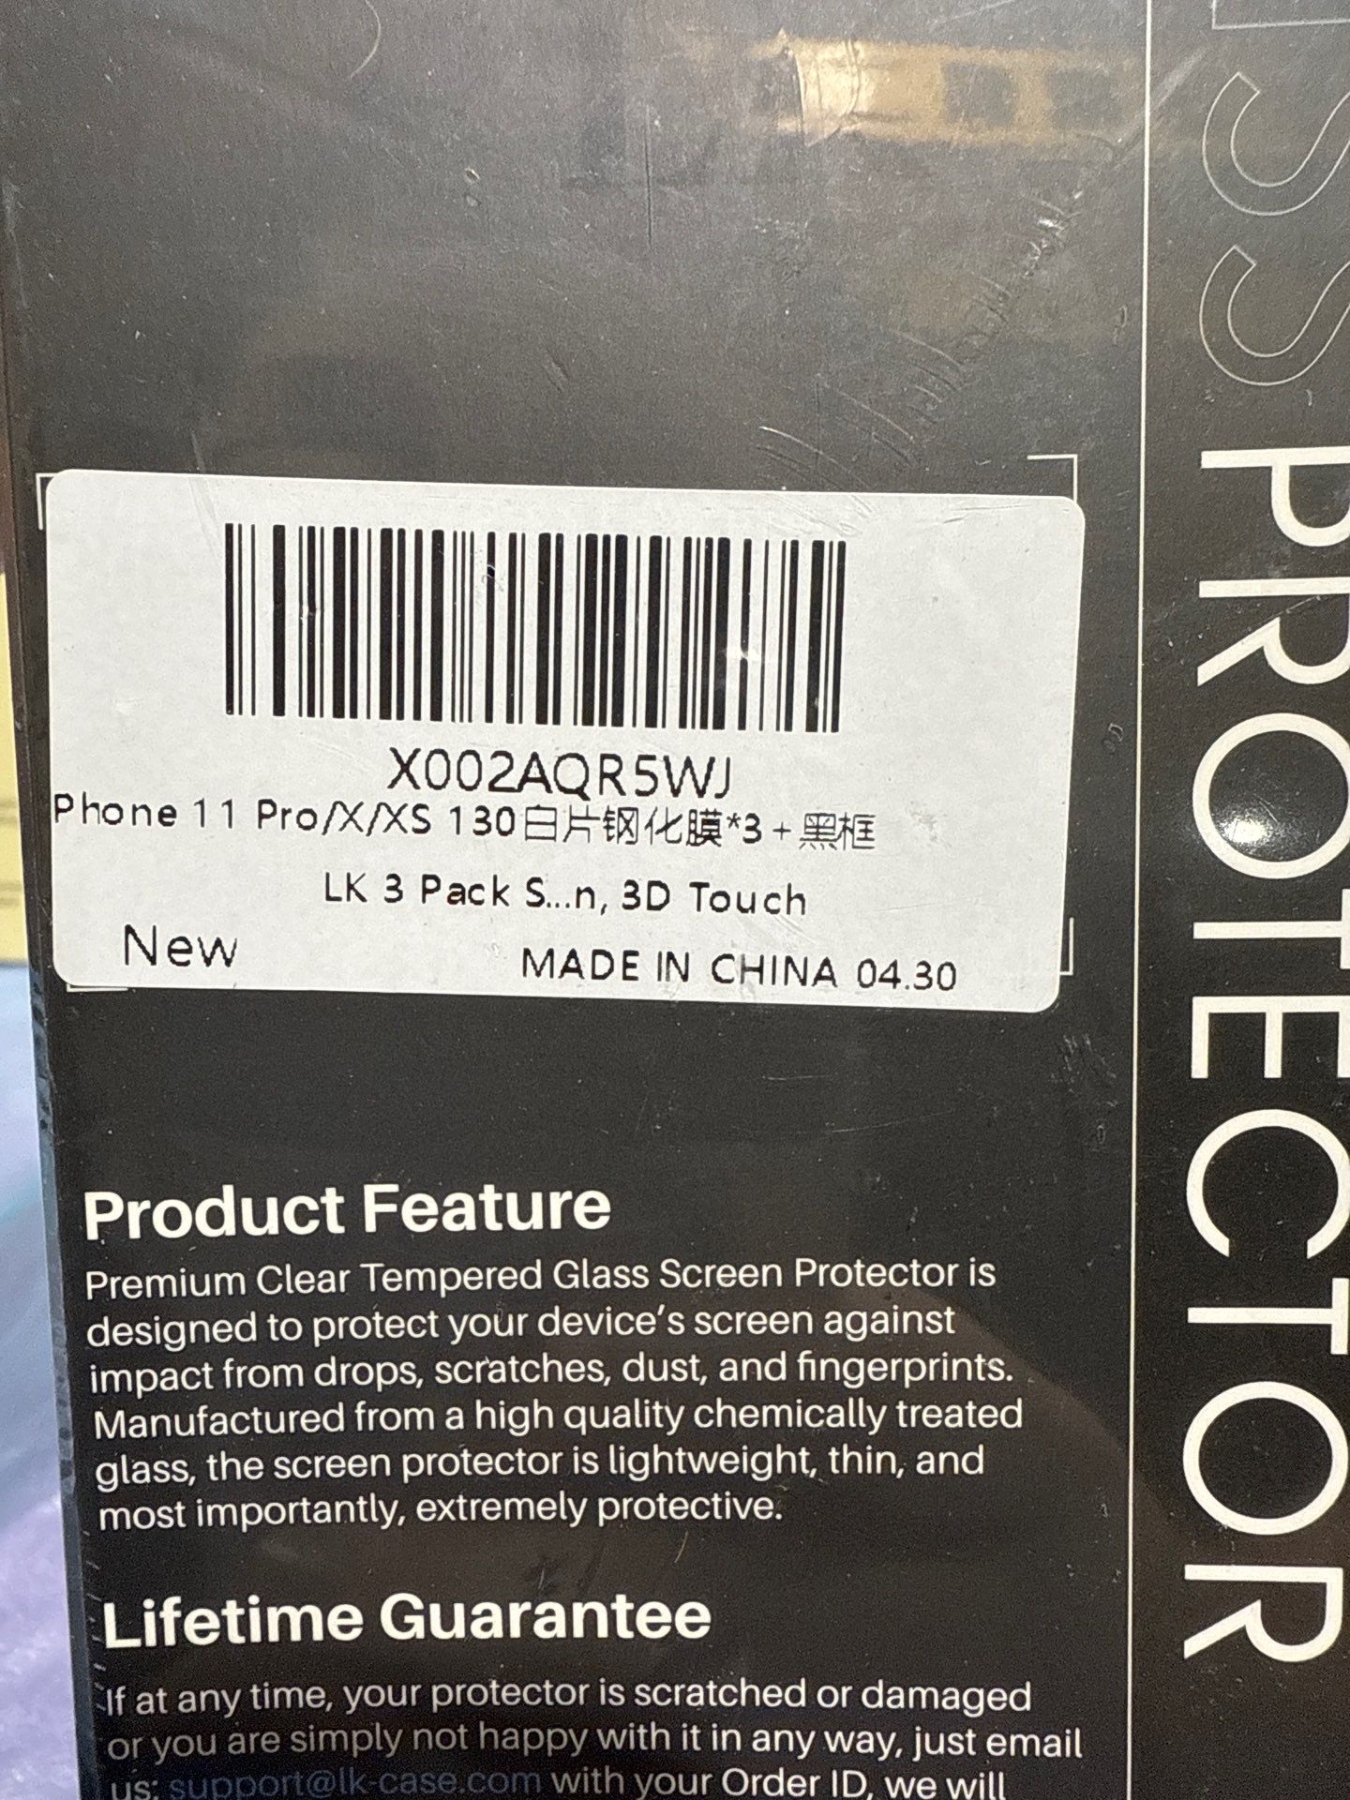 X002AQR5WJ
Phone 11 Pro/X/XS 130白片钢化膜*3+黑框
LK 3 Pack S...n, 3D Touch
New
MADE IN CHINA 04.30
Product Feature
Premium Clear Tempered Glass Screen Protector is
designed to protect your device's screen against
impact from drops, scratches, dust, and fingerprints.
Manufactured from a high quality chemically treated
glass, the screen protector is lightweight, thin, and
most importantly, extremely protective.
Lifetime Guarantee
If at any time, your protector is scratched or damaged
or you are simply not happy with it in any way, just email
us: support@lk-case.com with your Order ID, we will
SS PROTECTOR